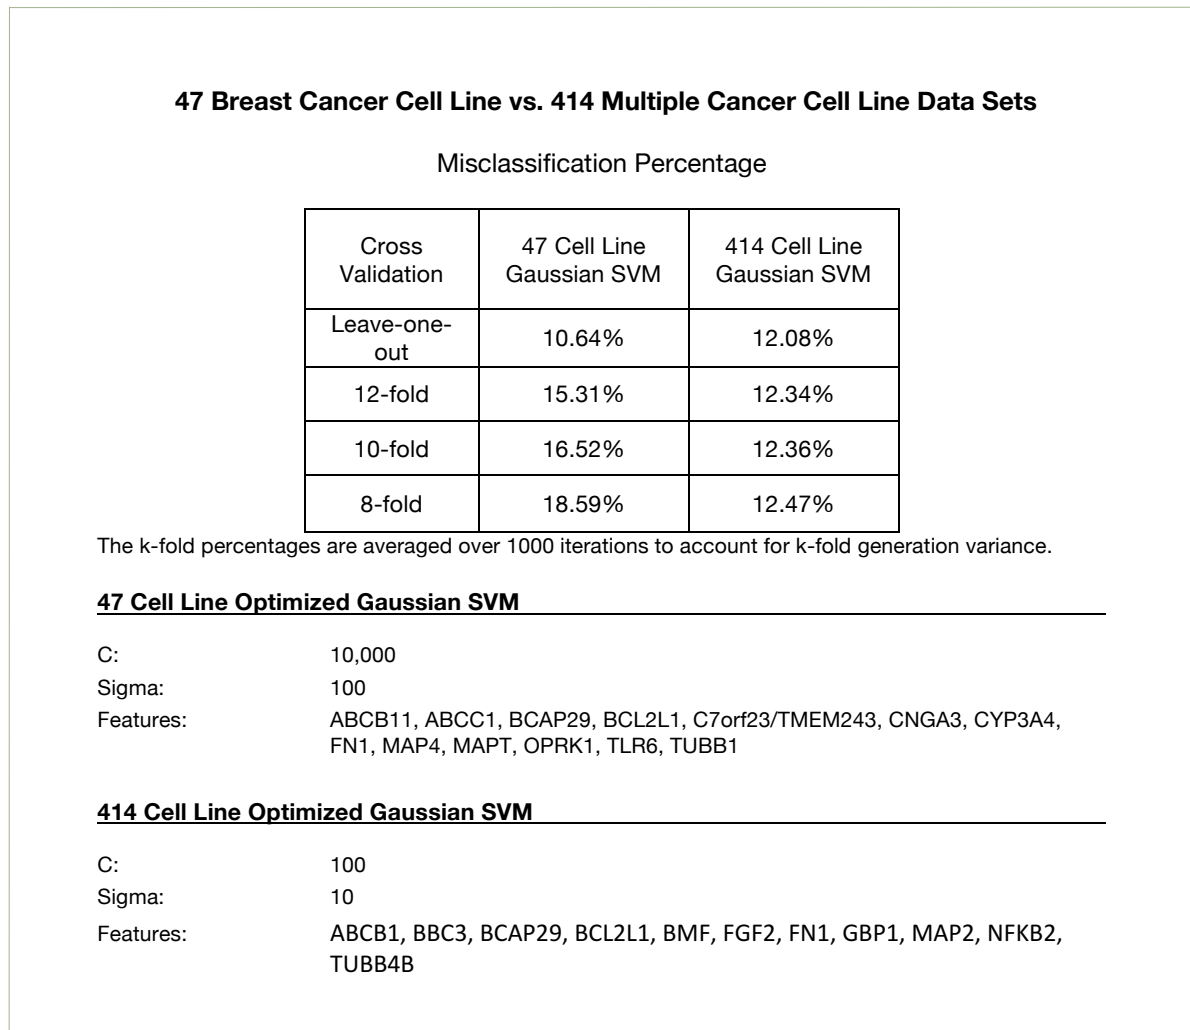 47 Breast Cancer Cell Line vs. 414 Multiple Cancer Cell Line Data Sets
Misclassification Percentage
Cross Validation 47 Cell Line Gaussian SVM 414 Cell Line Gaussian SVM
Leave-one-out 10.64% 12.08%
12-fold 15.31% 12.34%
10-fold 16.52% 12.36%
8-fold 18.59% 12.47%
The k-fold percentages are averaged over 1000 iterations to account for k-fold generation variance.
47 Cell Line Optimized Gaussian SVM
C: 10,000
Sigma: 100
Features: ABCB11, ABCC1, BCAP29, BCL2L1, C7orf23/TMEM243, CNGA3, CYP3A4,
FN1, MAP4, MAPT, OPRK1, TLR6, TUBB1
414 Cell Line Optimized Gaussian SVM
C: 100
Sigma: 10
Features: ABCB1, BBC3, BCAP29, BCL2L1, BMF, FGF2, FN1, GBP1, MAP2, NFKB2,
TUBB4B